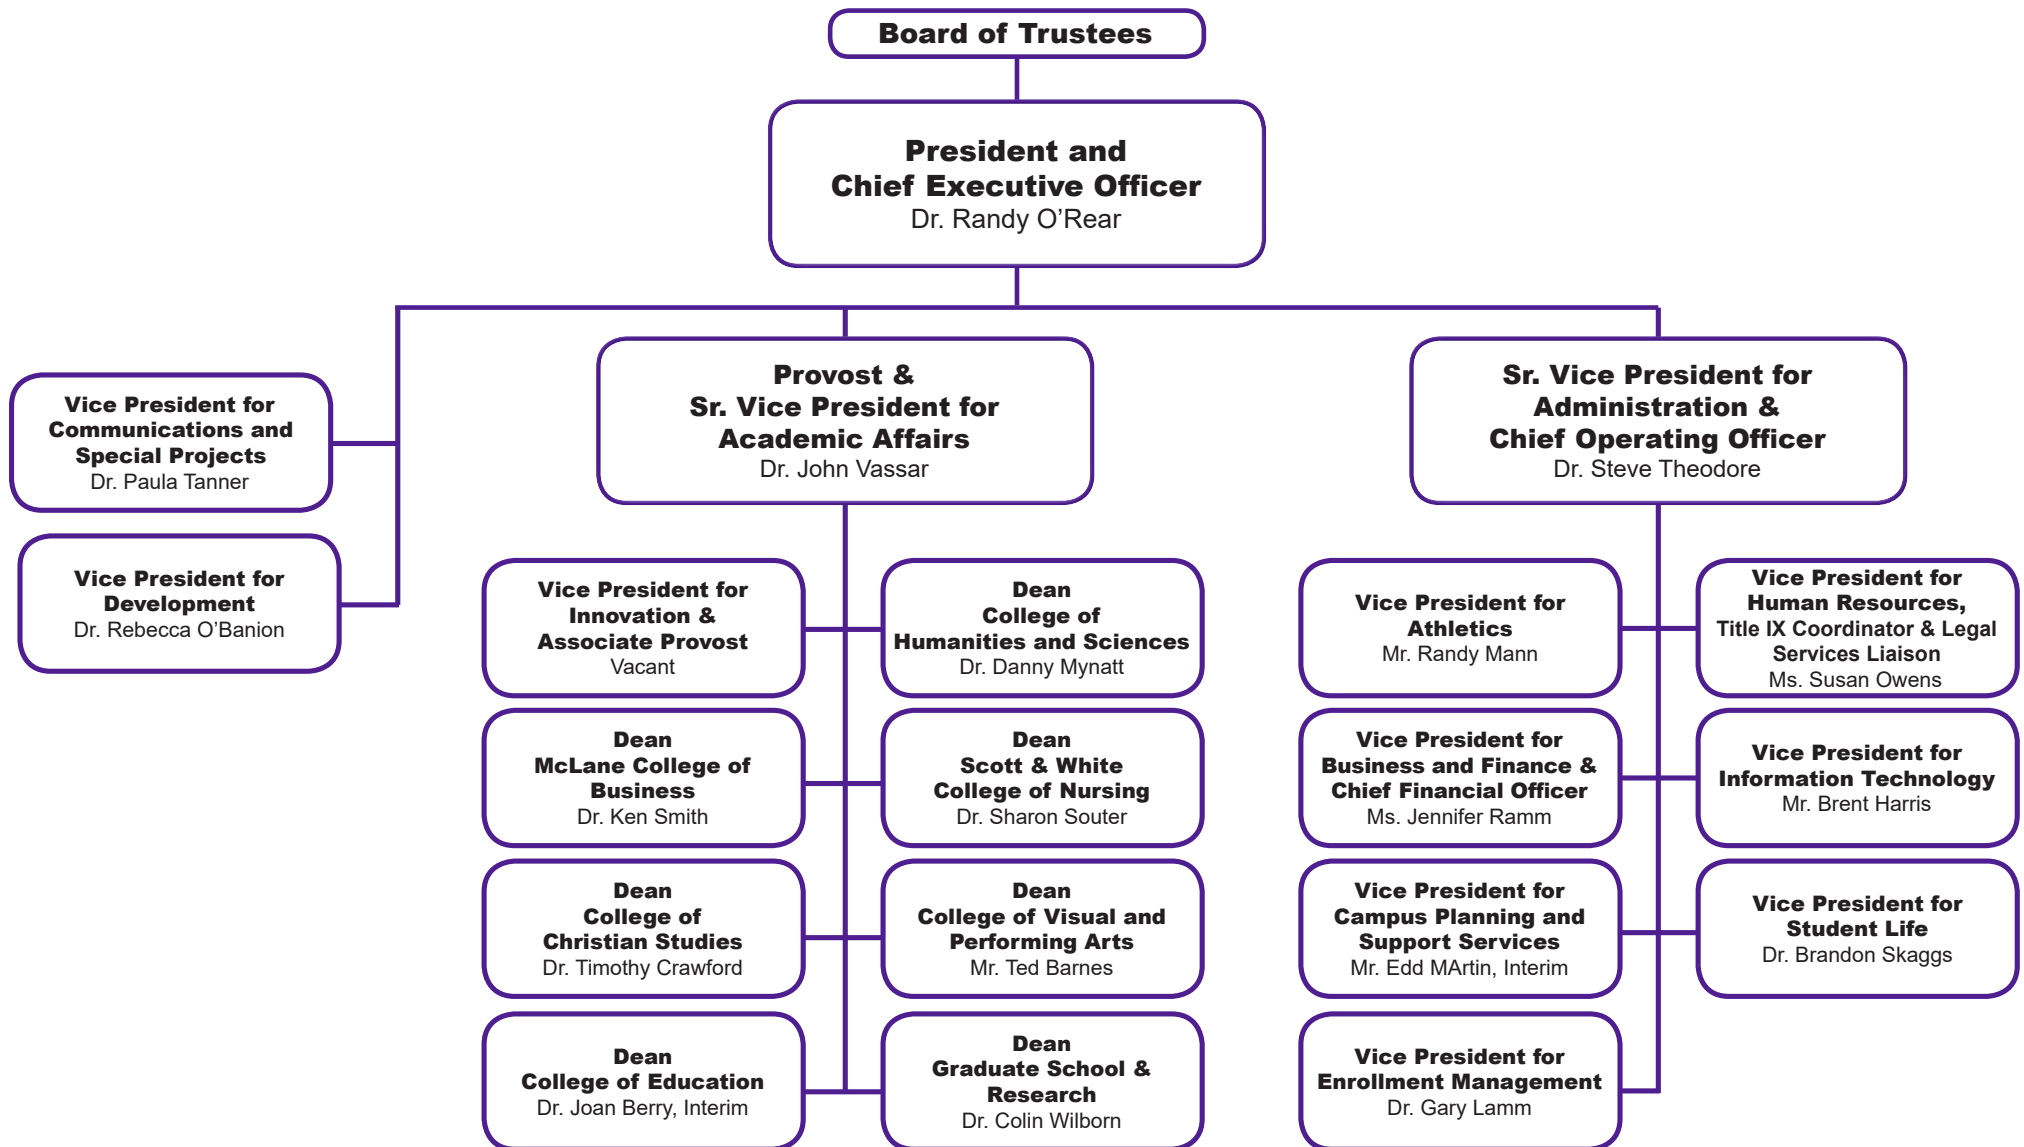 Board of Trustees
President and
Chief Executive Officer
Dr. Randy O’Rear
Vice President for
Communications and
Special Projects
Dr. Paula Tanner
Vice President for
Development
Dr. Rebecca O’Banion
Provost &
Sr. Vice President for
Academic Affairs
Dr. John Vassar
Vice President for
Innovation &
Associate Provost
Vacant
Dean
College of
Humanities and Sciences
Dr. Danny Mynatt
Dean
McLane College of
Business
Dr. Ken Smith
Dean
Scott & White
College of Nursing
Dr. Sharon Souter
Dean
College of
Christian Studies
Dr. Timothy Crawford
Dean
College of Visual and
Performing Arts
Mr. Ted Barnes
Dean
College of Education
Dr. Joan Berry, Interim
Dean
Graduate School &
Research
Dr. Colin Wilborn
Sr. Vice President for
Administration &
Chief Operating Officer
Dr. Steve Theodore
Vice President for
Athletics
Mr. Randy Mann
Vice President for
Human Resources,
Title IX Coordinator & Legal
Services Liaison
Ms. Susan Owens
Vice President for
Business and Finance &
Chief Financial Officer
Ms. Jennifer Ramm
Vice President for
Information Technology
Mr. Brent Harris
Vice President for
Campus Planning and
Support Services
Mr. Edd MArtin, Interim
Vice President for
Student Life
Dr. Brandon Skaggs
Vice President for
Enrollment Management
Dr. Gary Lamm